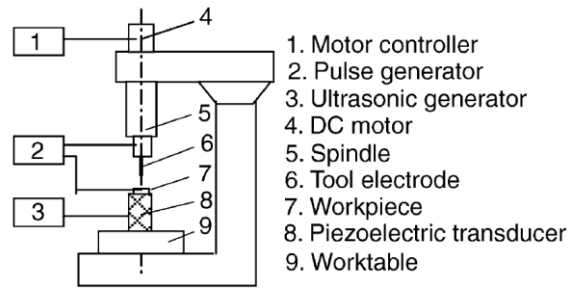 1
4
5
2
6
7
3
8
9
1. Motor controller
2. Pulse generator
3. Ultrasonic generator
4. DC motor
5. Spindle
6. Tool electrode
7. Workpiece
8. Piezoelectric transducer
9. Worktable